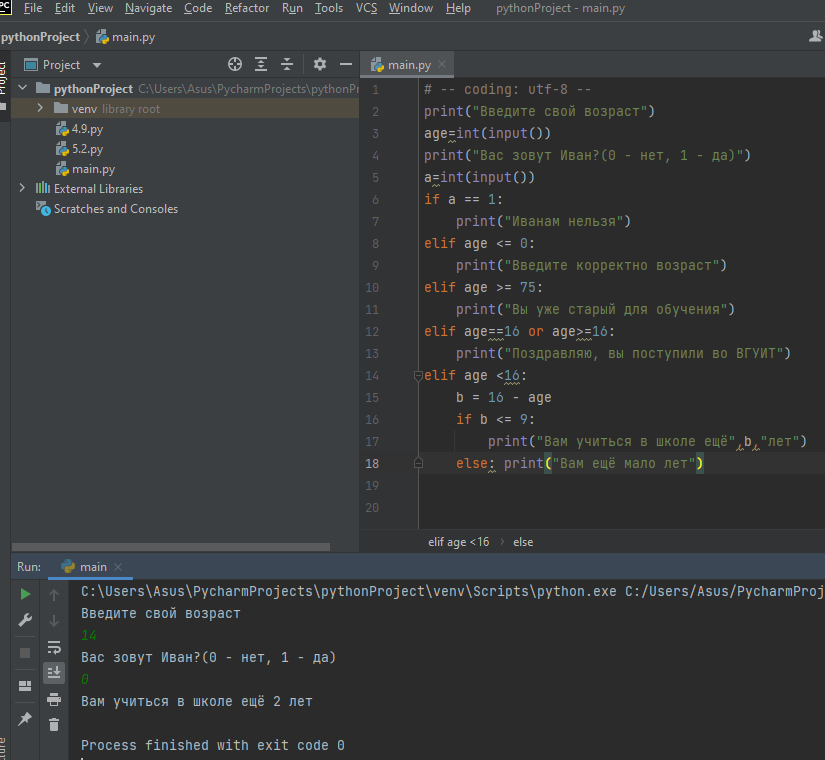 PC File Edit View Navigate Code Refactor Run Tools VCS Window Help pythonProject - main.py
pythonProject main.py
Project
Project
main.py
pythonProject C:\Users\Asus\PycharmProjects\pythonPr
venv library root
4.9.py
5.2.py
main.py
External Libraries
Scratches and Consoles
1 # -- coding: utf-8 --
2 print("Введите свой возраст")
3 age=int(input())
4 print("Вас зовут Иван?(0 - нет, 1 - да)")
5 a=int(input())
6 if a == 1:
7 print("Иванам нельзя")
8 elif age <= 0:
9 print("Введите корректно возраст")
10 elif age >= 75:
11 print("Вы уже старый для обучения")
12 elif age==16 or age>=16:
13 print("Поздравляю, вы поступили во ВГУИТ")
14 elif age <16:
15 b = 16 - age
16 if b <= 9:
17 print("Вам учиться в школе ещё",b,"лет")
18 else: print("Вам ещё мало лет")
19
20
elif age <16 else
Run: main
C:\Users\Asus\PycharmProjects\pythonProject\venv\Scripts\python.exe C:/Users/Asus/PycharmProj
Введите свой возраст
14
Вас зовут Иван?(0 - нет, 1 - да)
0
Вам учиться в школе ещё 2 лет
Process finished with exit code 0